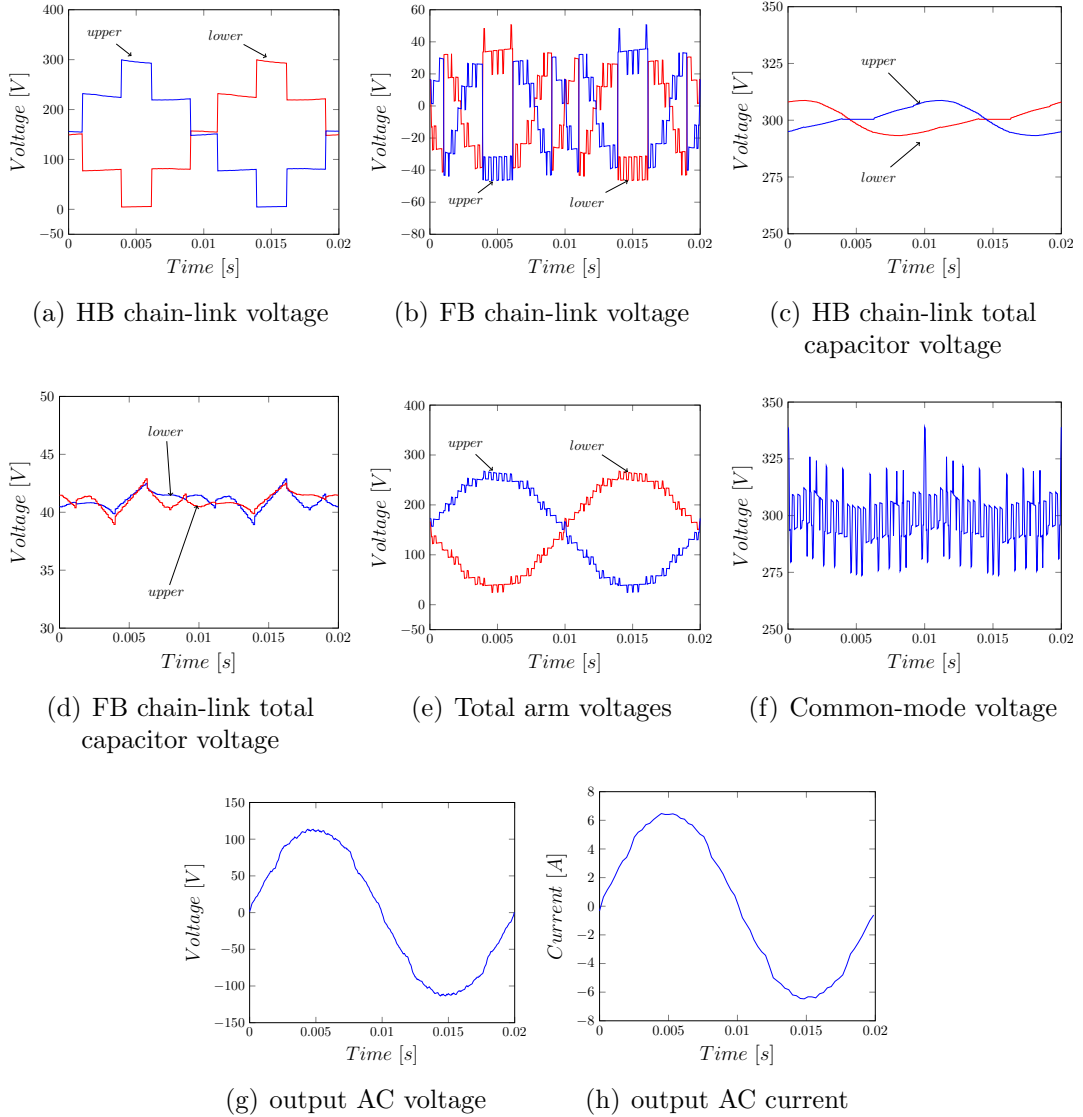 400
300
200
100
0
−50
0
0.005
0.01
0.015
0.02
Voltage [V]
Time [s]
upper
lower
(a) HB chain-link voltage
60
40
20
0
−20
−40
−60
−80
0
0.005
0.01
0.015
0.02
Voltage [V]
Time [s]
upper
lower
(b) FB chain-link voltage
350
325
300
275
250
0
0.005
0.01
0.015
0.02
Voltage [V]
Time [s]
upper
lower
(c) HB chain-link total
capacitor voltage
50
45
40
35
30
0
0.005
0.01
0.015
0.02
Voltage [V]
Time [s]
lower
upper
(d) FB chain-link total
capacitor voltage
400
300
200
100
0
−50
0
0.005
0.01
0.015
0.02
Voltage [V]
Time [s]
upper
lower
(e) Total arm voltages
350
325
300
275
250
0
0.005
0.01
0.015
0.02
Voltage [V]
Time [s]
(f) Common-mode voltage
150
100
50
0
−50
−100
−150
0
0.005
0.01
0.015
0.02
Voltage [V]
Time [s]
(g) output AC voltage
8
6
4
2
0
−2
−4
−6
−8
0
0.005
0.01
0.015
0.02
Current [A]
Time [s]
(h) output AC current